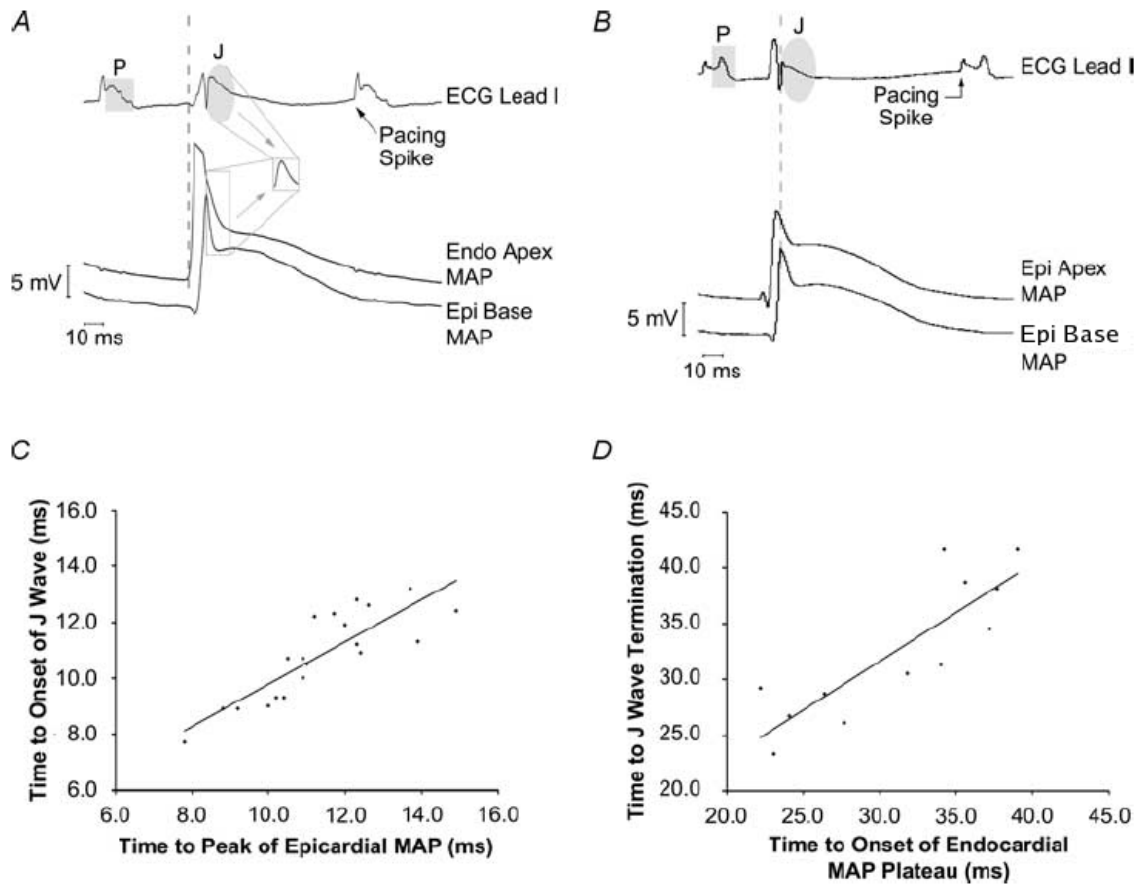 A
P
J
ECG Lead I
Pacing
Spike
Endo Apex
MAP
5 mV
Epi Base
MAP
10 ms
B
P
J
ECG Lead I
Pacing
Spike
Epi Apex
MAP
5 mV
Epi Base
MAP
10 ms
C
Time to Onset of J Wave (ms)
16.0
14.0
12.0
10.0
8.0
6.0
6.0 8.0 10.0 12.0 14.0 16.0
Time to Peak of Epicardial MAP (ms)
D
Time to J Wave Termination (ms)
45.0
40.0
35.0
30.0
25.0
20.0
20.0 25.0 30.0 35.0 40.0 45.0
Time to Onset of Endocardial
MAP Plateau (ms)